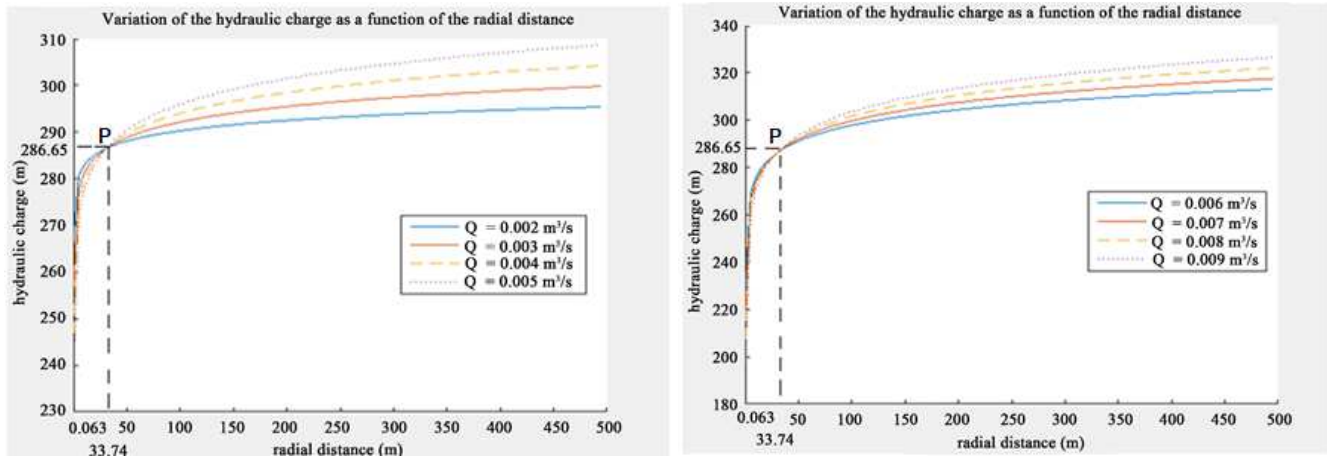 Variation of the hydraulic charge as a function of the radial distance
310
300
290
P
286.65
280
270
260
250
240
230
hydraulic charge (m)
Q = 0.002 m³/s
Q = 0.003 m³/s
Q = 0.004 m³/s
Q = 0.005 m³/s
0.063 50 100 150 200 250 300 350 400 450 500
33.74
radial distance (m)
Variation of the hydraulic charge as a function of the radial distance
340
320
300
P
286.65
280
260
240
220
200
180
hydraulic charge (m)
Q = 0.006 m³/s
Q = 0.007 m³/s
Q = 0.008 m³/s
Q = 0.009 m³/s
0.063 50 100 150 200 250 300 350 400 450 500
33.74
radial distance (m)